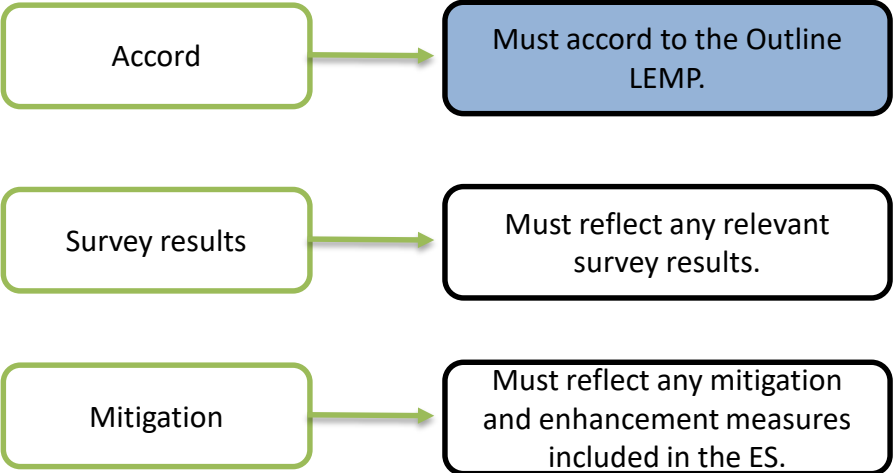 Accord
Must accord to the Outline
LEMP.
Survey results
Must reflect any relevant
survey results.
Mitigation
Must reflect any mitigation
and enhancement measures
included in the ES.